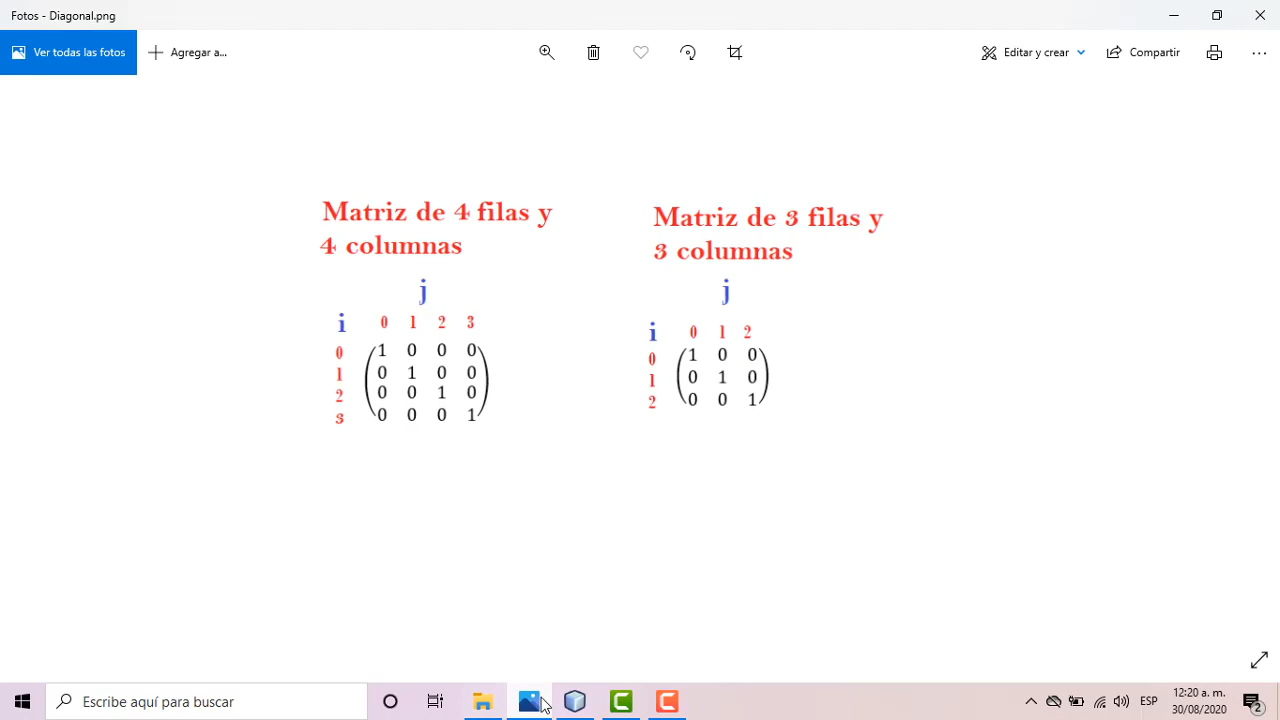 Fotos - Diagonal.png
Ver todas las fotos
Agregar a...
Editar y crear
Compartir
Matriz de 4 filas y
4 columnas
j
i 0 1 2 3
0 1 0 0 0
1 0 1 0 0
2 0 0 1 0
3 0 0 0 1
Matriz de 3 filas y
3 columnas
j
i 0 1 2
0 1 0 0
1 0 1 0
2 0 0 1
Escribe aquí para buscar
ESP
12:20 a. m.
30/08/2020
2